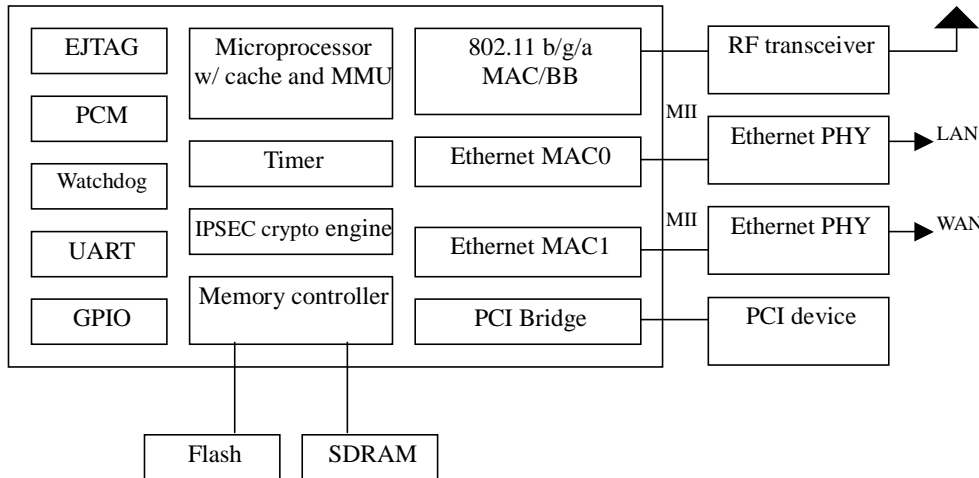 EJTAG
PCM
Watchdog
UART
GPIO
Microprocessor
w/ cache and MMU
Timer
IPSEC crypto engine
Memory controller
802.11 b/g/a
MAC/BB
Ethernet MAC0
Ethernet MAC1
PCI Bridge
MII
MII
RF transceiver
Ethernet PHY
Ethernet PHY
PCI device
LAN
WAN
Flash
SDRAM